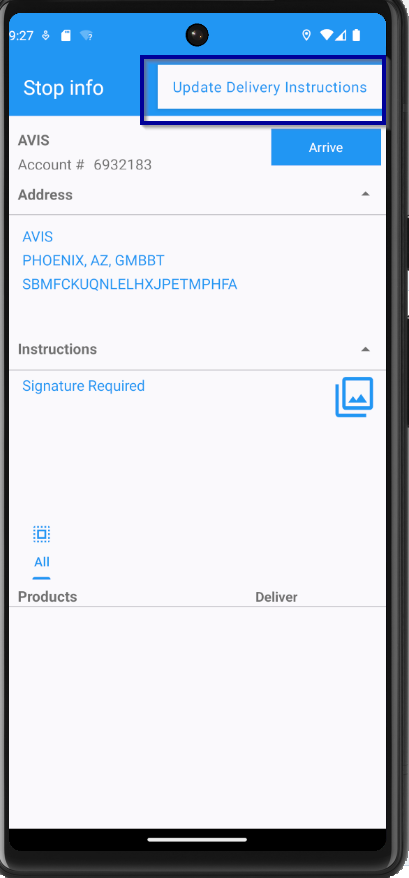 9:27
Stop info
Update Delivery Instructions
AVIS
Arrive
Account # 6932183
Address
AVIS
PHOENIX, AZ, GMBBT
SBMFCKUQNLELHXJPETMPHFA
Instructions
Signature Required
All
Products Deliver